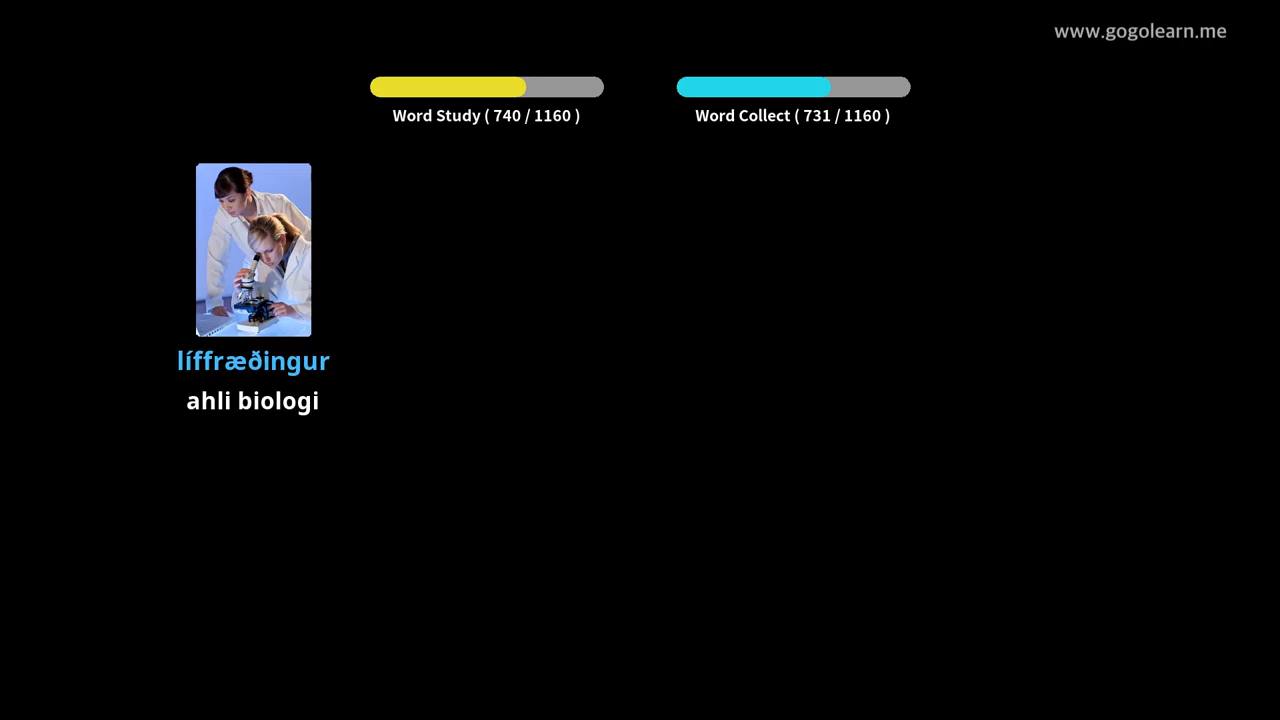 www.gogolearn.me
Word Study ( 740 / 1160 )
Word Collect ( 731 / 1160 )
líffræðingur
ahli biologi